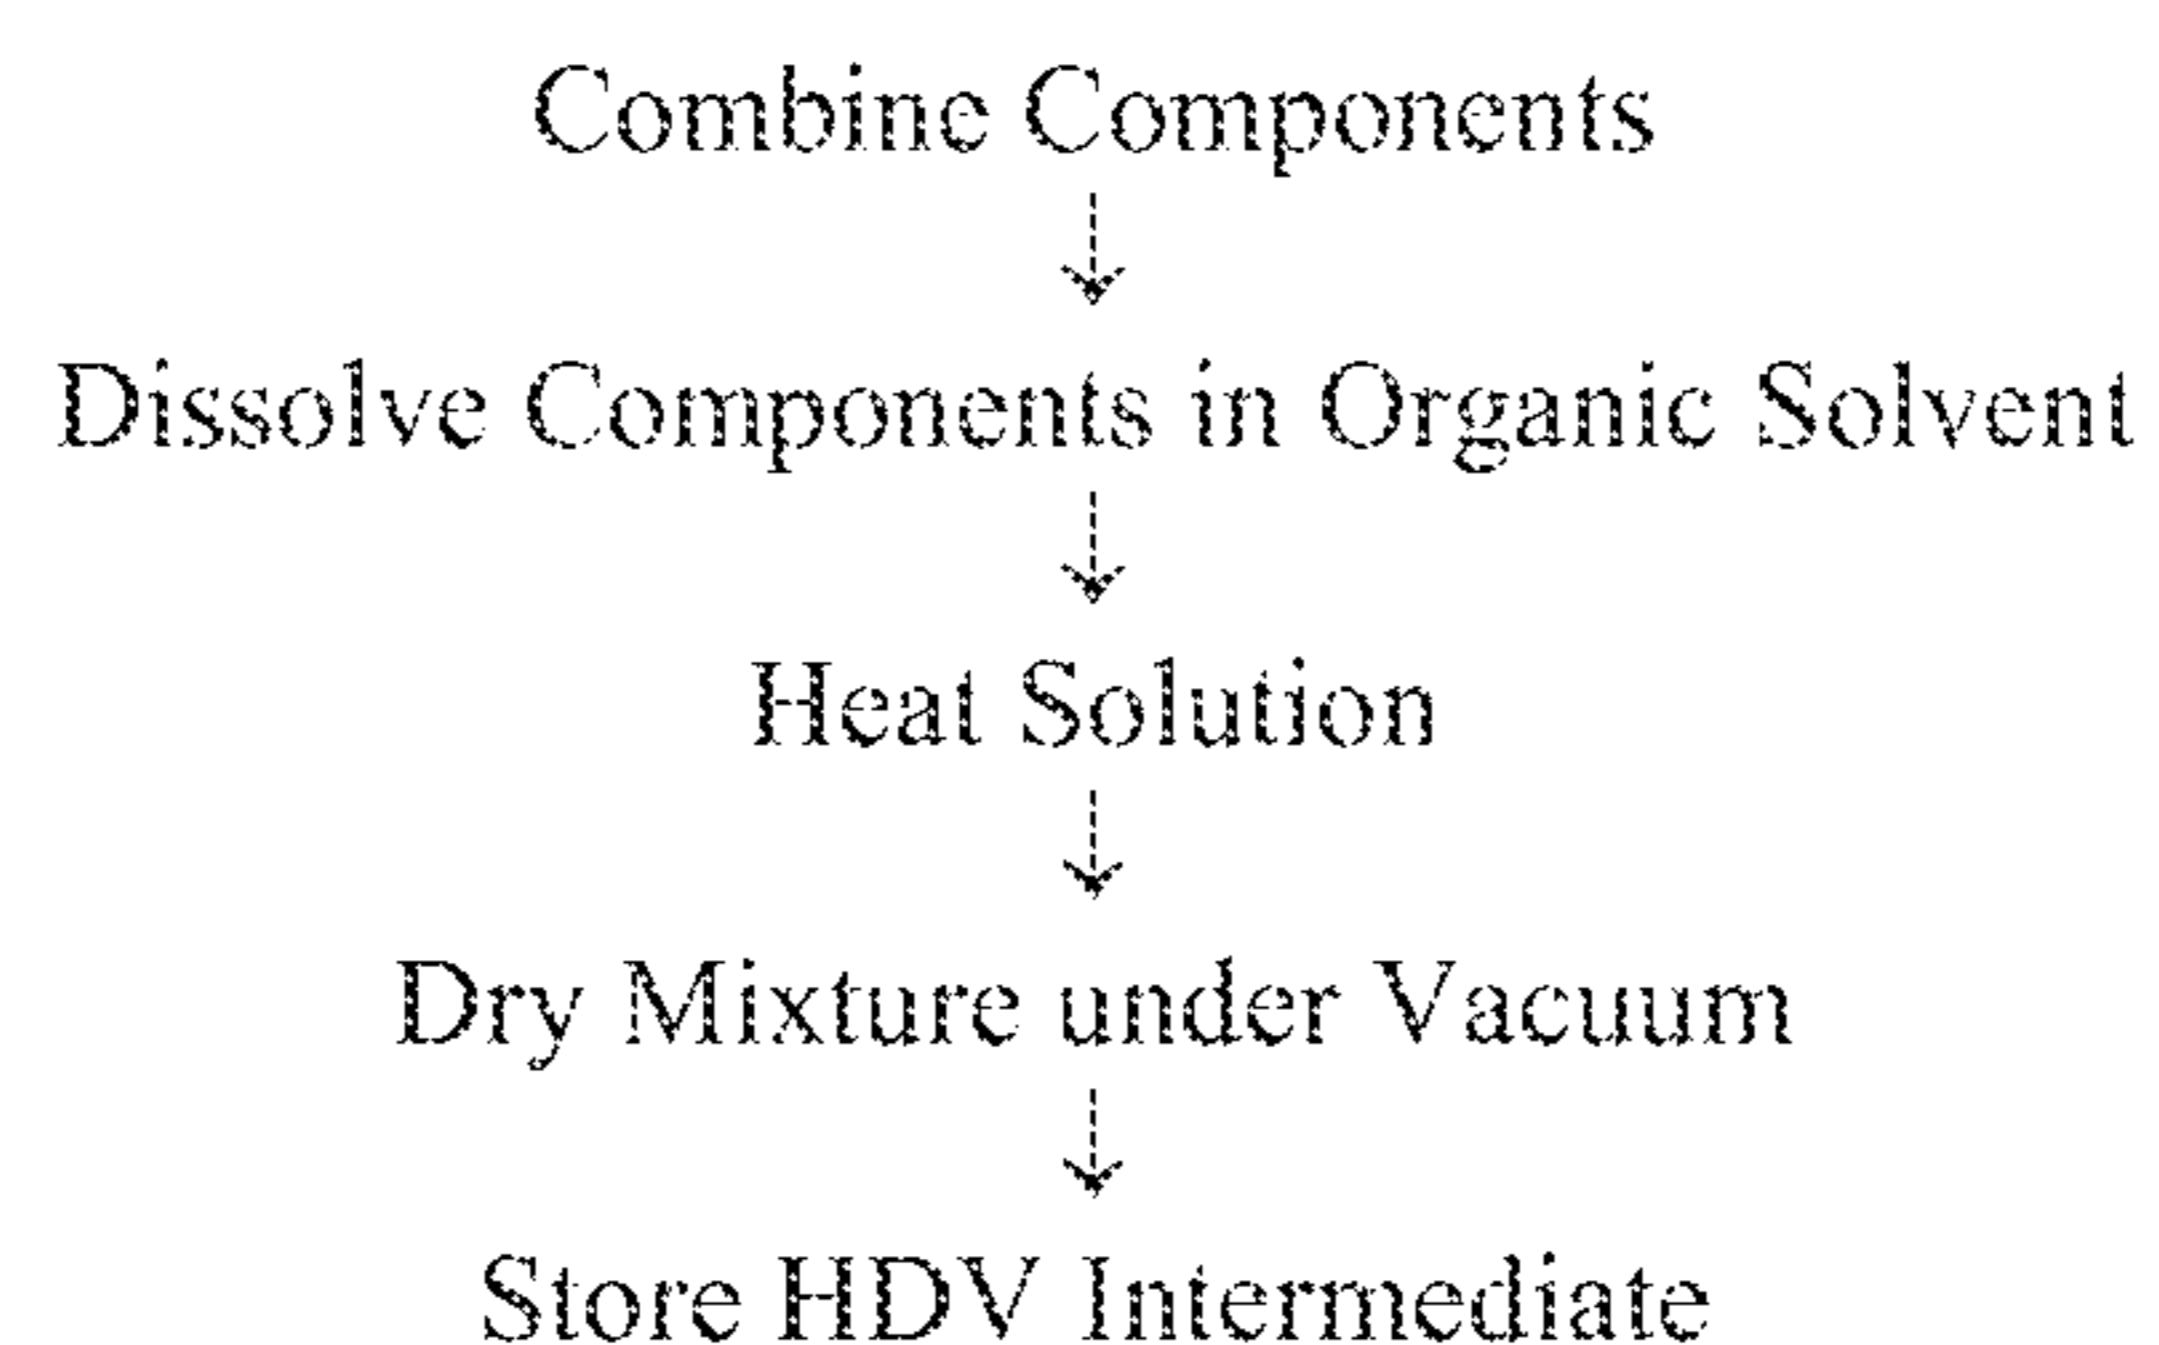 Combine Components
Dissolve Components in Organic Solvent
Heat Solution
Dry Mixture under Vacuum
Store HDV Intermediate